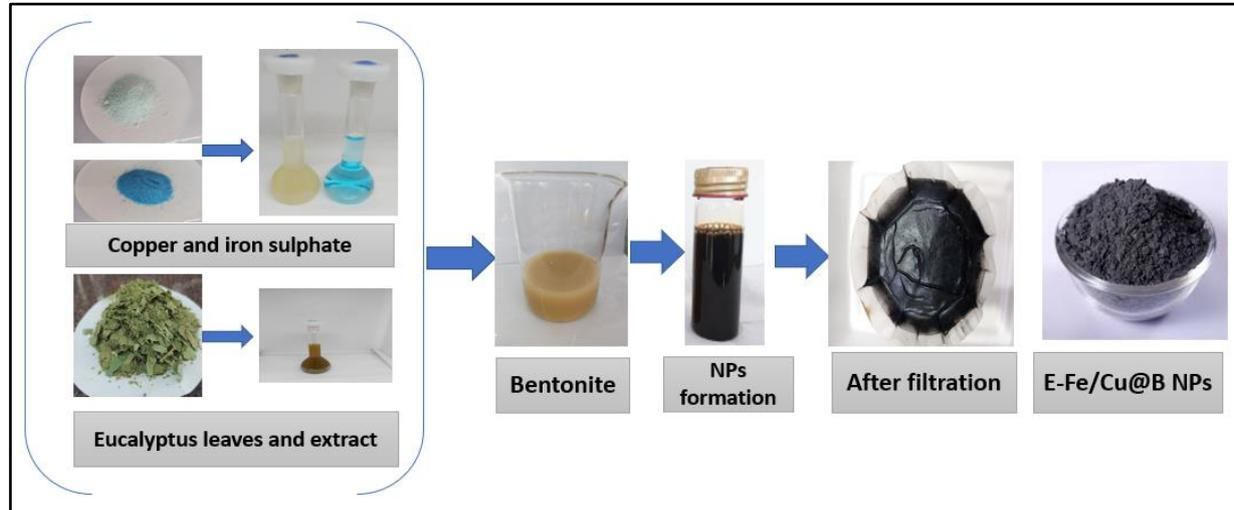 Copper and iron sulphate
Eucalyptus leaves and extract
Bentonite
NPs
formation
After filtration
E-Fe/Cu@B NPs